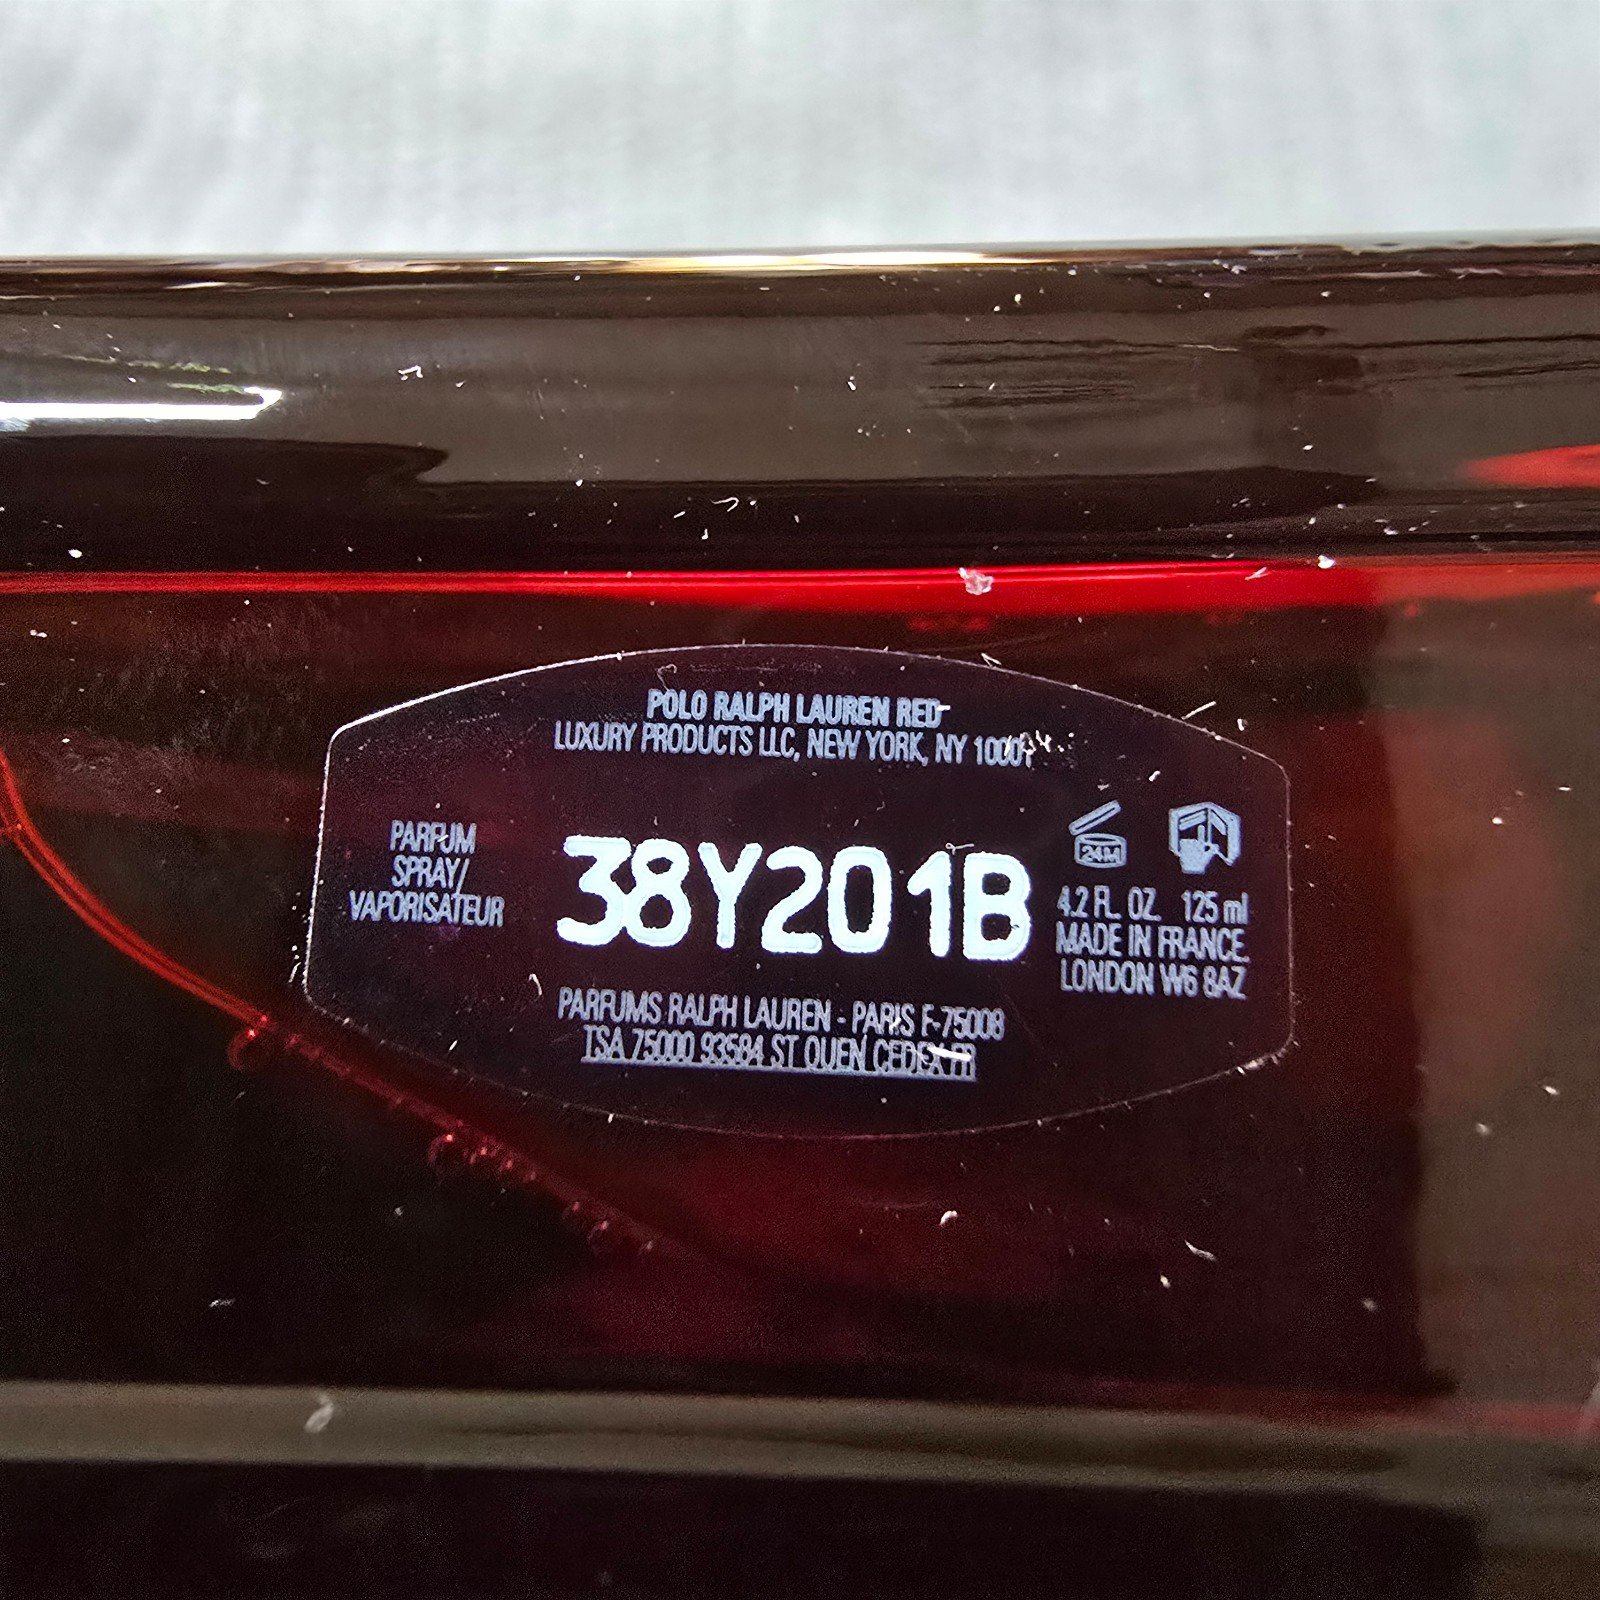 POLO RALPH LAUREN RED
LUXURY PRODUCTS LLC, NEW YORK, NY 10001
PARFUM
SPRAY/
VAPORISATEUR
38Y201B
24M
4.2 FL. OZ. 125 ml
MADE IN FRANCE.
LONDON W6 8AZ
PARFUMS RALPH LAUREN - PARIS F-75008
TSA 75000 93584 ST OUEN CEDEX FR